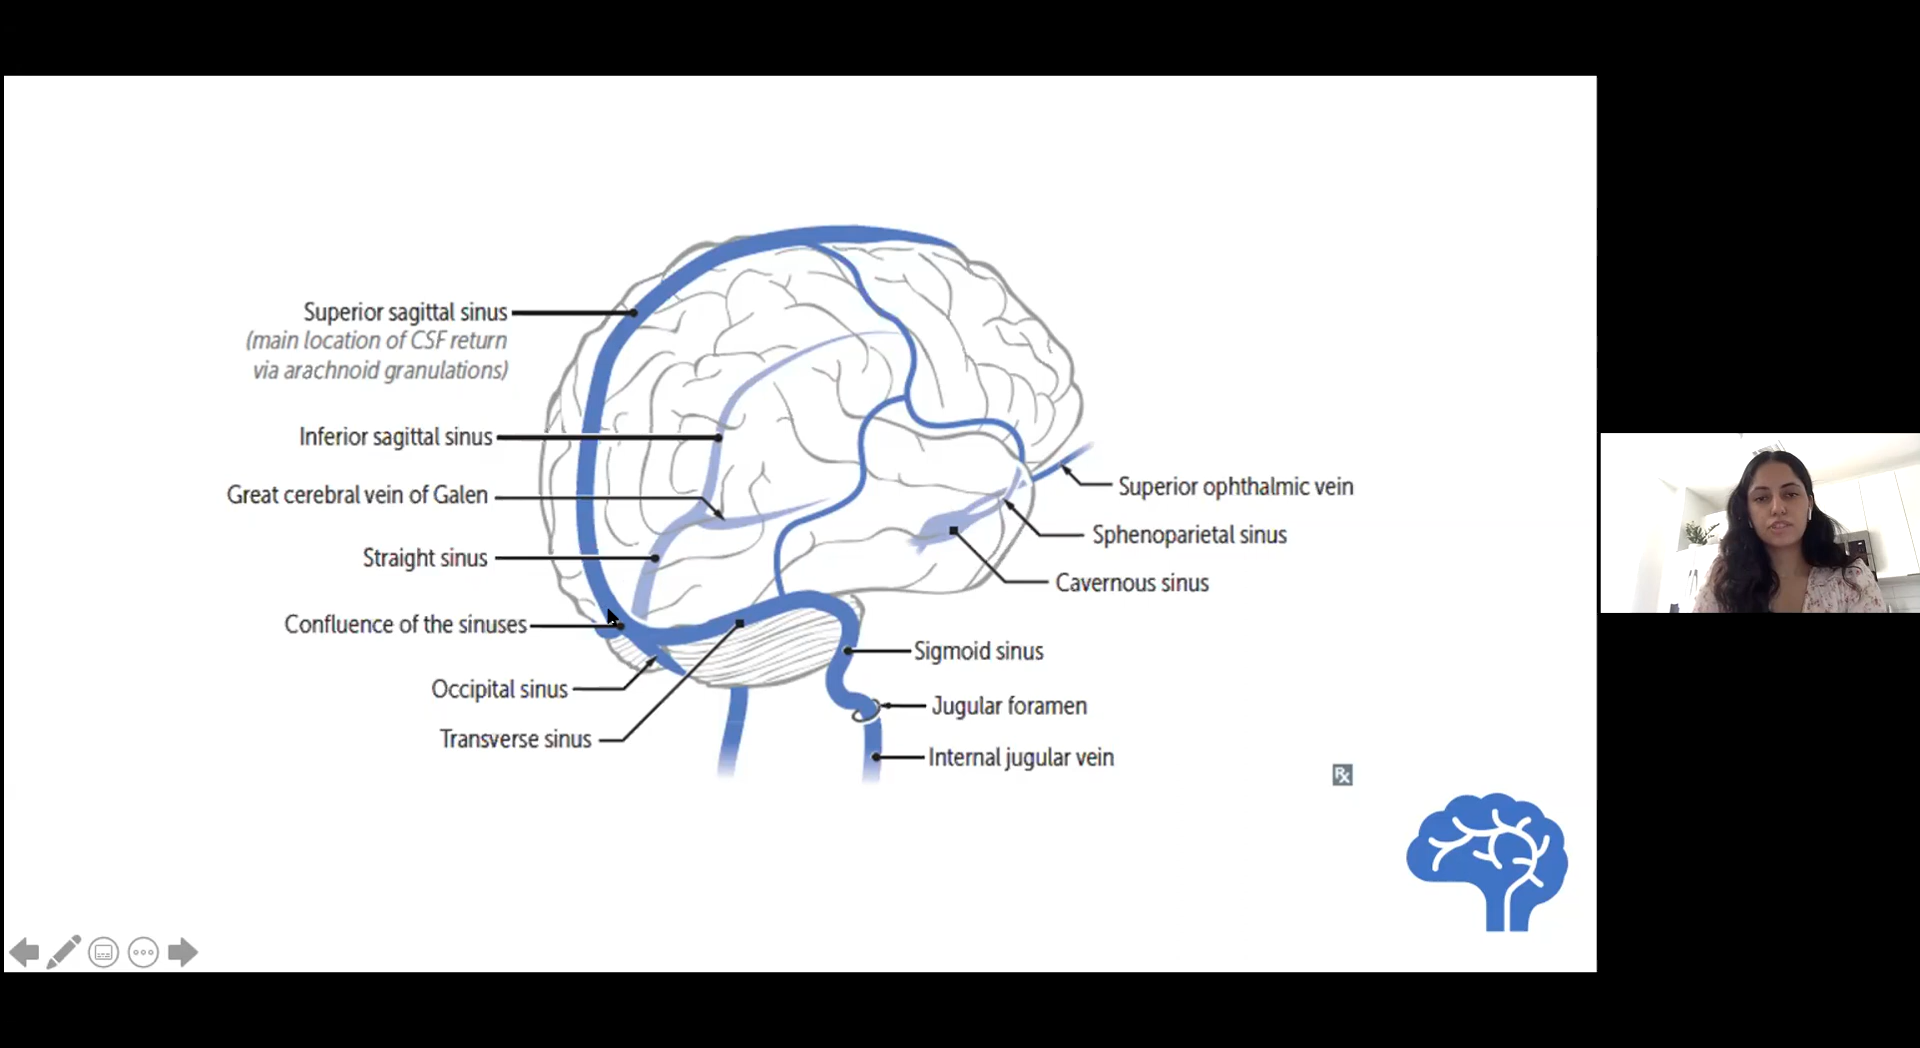 Superior sagittal sinus
(main location of CSF return
via arachnoid granulations)
Inferior sagittal sinus
Great cerebral vein of Galen
Straight sinus
Confluence of the sinuses
Occipital sinus
Transverse sinus
Superior ophthalmic vein
Sphenoparietal sinus
Cavernous sinus
Sigmoid sinus
Jugular foramen
Internal jugular vein
Rx